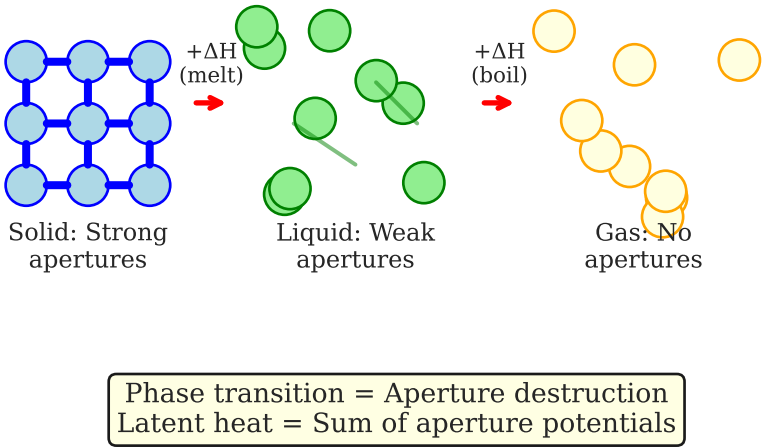 +ΔH
(melt)
+ΔH
(boil)
Solid: Strong
apertures
Liquid: Weak
apertures
Gas: No
apertures
Phase transition = Aperture destruction
Latent heat = Sum of aperture potentials